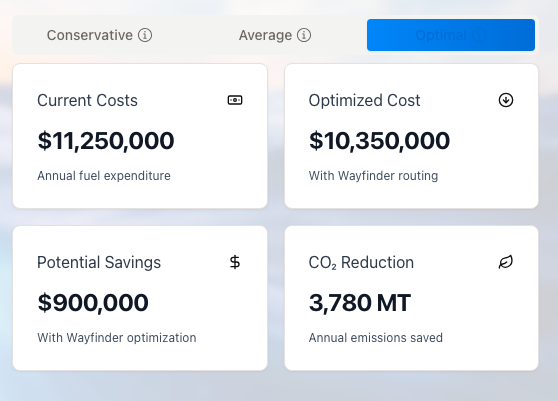 Conservative
Average
Optimal
Current Costs
$11,250,000
Annual fuel expenditure
Optimized Cost
$10,350,000
With Wayfinder routing
Potential Savings
$900,000
With Wayfinder optimization
CO₂ Reduction
3,780 MT
Annual emissions saved